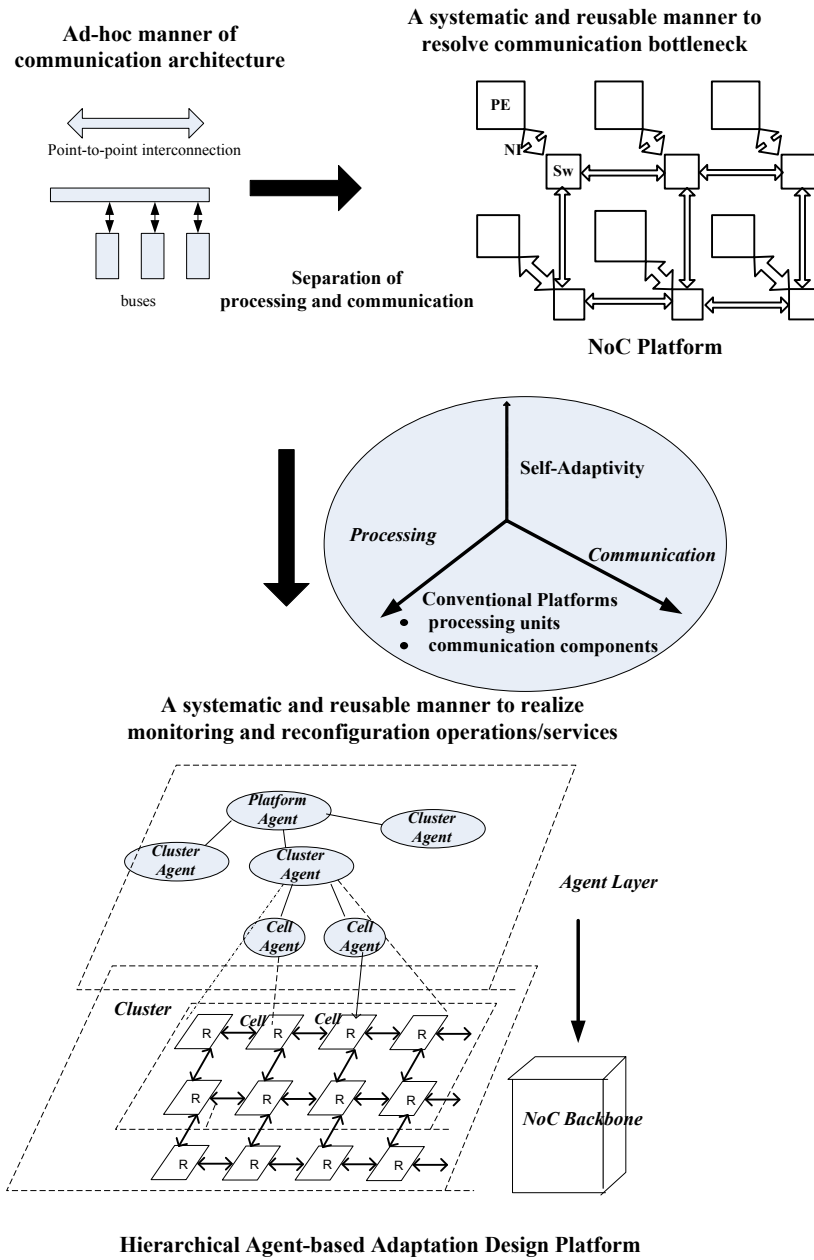 Ad-hoc manner of
communication architecture
Point-to-point interconnection
buses
A systematic and reusable manner to
resolve communication bottleneck
PE
NI
Sw
Separation of
processing and communication
NoC Platform
Self-Adaptivity
Processing
Communication
Conventional Platforms
• processing units
• communication components
A systematic and reusable manner to realize
monitoring and reconfiguration operations/services
Platform
Agent
Cluster
Agent
Cluster
Agent
Cluster
Agent
Cell
Agent
Cell
Agent
Agent Layer
Cluster
Cell
Cell
R
R
R
R
R
R
R
R
R
R
R
R
NoC Backbone
Hierarchical Agent-based Adaptation Design Platform